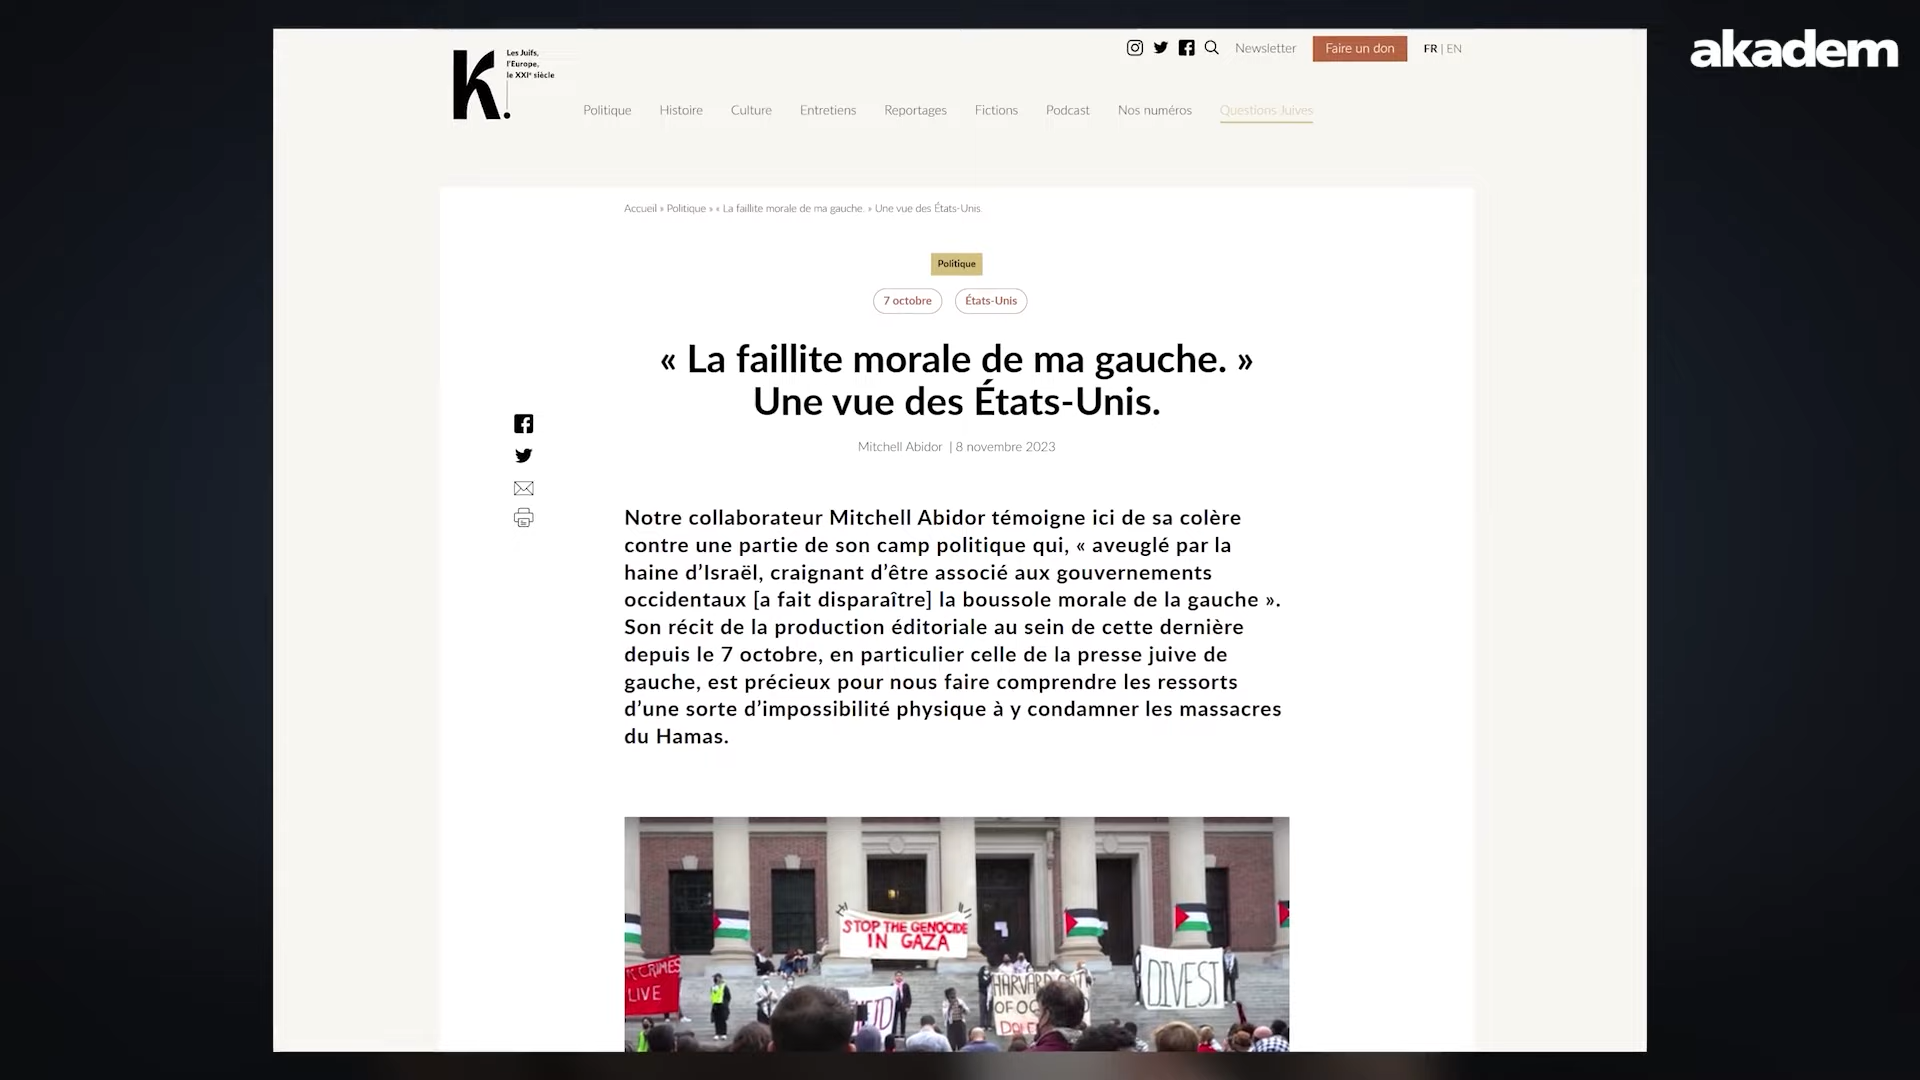 akadem
K.
Les Juifs,
l'Europe,
le XXIᵉ siècle
Newsletter
Faire un don
FR | EN
Politique
Histoire
Culture
Entretiens
Reportages
Fictions
Podcast
Nos numéros
Questions Juives
Accueil » Politique » « La faillite morale de ma gauche. » Une vue des États-Unis.
Politique
7 octobre
États-Unis
« La faillite morale de ma gauche. »
Une vue des États-Unis.
Mitchell Abidor | 8 novembre 2023
Notre collaborateur Mitchell Abidor témoigne ici de sa colère
contre une partie de son camp politique qui, « aveuglé par la
haine d’Israël, craignant d’être associé aux gouvernements
occidentaux [a fait disparaître] la boussole morale de la gauche ».
Son récit de la production éditoriale au sein de cette dernière
depuis le 7 octobre, en particulier celle de la presse juive de
gauche, est précieux pour nous faire comprendre les ressorts
d’une sorte d’impossibilité physique à y condamner les massacres
du Hamas.
STOP THE GENOCIDE
IN GAZA
CRIMES
LIVE
HARVARD
OF
DIVEST